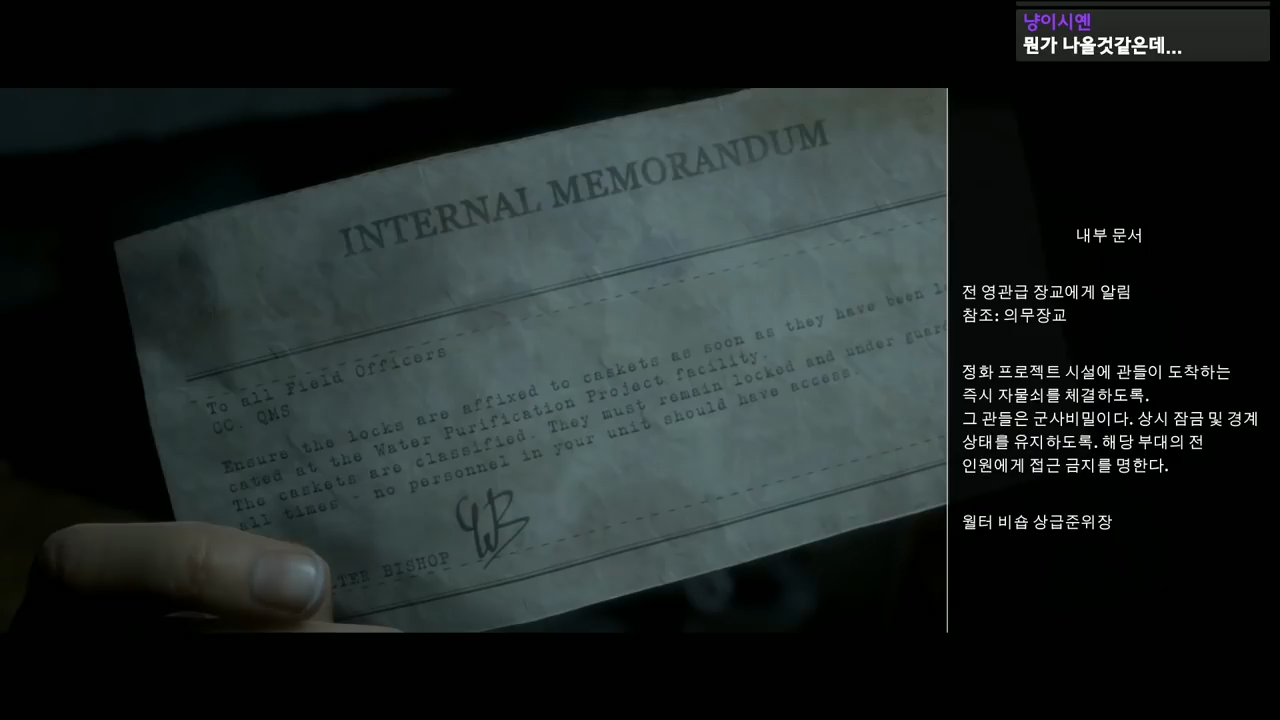 냥이시옌
뭔가 나올것같은데...
INTERNAL MEMORANDUM
To all Field Officers
CC. QMS
Ensure the locks are affixed to caskets as soon as they have been lo
cated at the Water Purification Project facility.
The caskets are classified. They must remain locked and under guard
all times - no personnel in your unit should have access.
WB
BISHOP
내부 문서
전 영관급 장교에게 알림
참조: 의무장교
정화 프로젝트 시설에 관들이 도착하는
즉시 자물쇠를 체결하도록.
그 관들은 군사비밀이다. 상시 잠금 및 경계
상태를 유지하도록. 해당 부대의 전
인원에게 접근 금지를 명한다.
월터 비숍 상급준위장